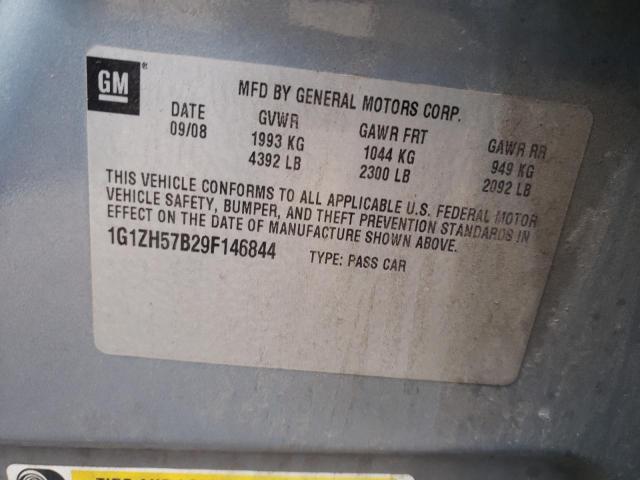 GM®
MFD BY GENERAL MOTORS CORP.
DATE GVWR GAWR FRT GAWR RR
09/08 1993 KG 1044 KG 949 KG
4392 LB 2300 LB 2092 LB
THIS VEHICLE CONFORMS TO ALL APPLICABLE U.S. FEDERAL MOTOR
VEHICLE SAFETY, BUMPER, AND THEFT PREVENTION STANDARDS IN
EFFECT ON THE DATE OF MANUFACTURE SHOWN ABOVE.
1G1ZH57B29F146844 TYPE: PASS CAR